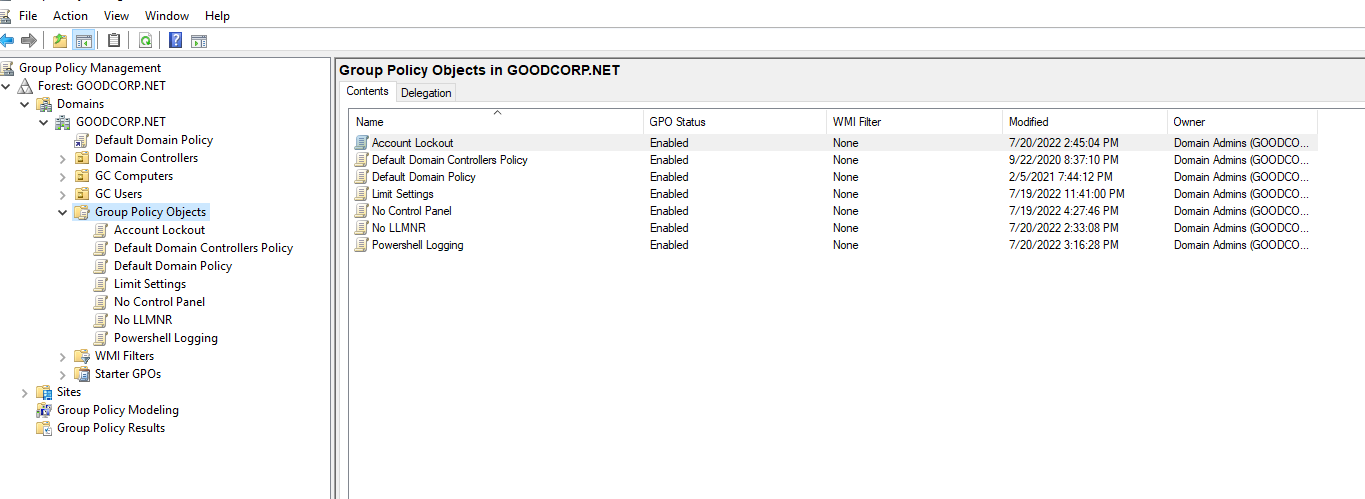 File Action View Window Help
Group Policy Management
Forest: GOODCORP.NET
Domains
GOODCORP.NET
Default Domain Policy
Domain Controllers
GC Computers
GC Users
Group Policy Objects
Account Lockout
Default Domain Controllers Policy
Default Domain Policy
Limit Settings
No Control Panel
No LLMNR
Powershell Logging
WMI Filters
Starter GPOs
Sites
Group Policy Modeling
Group Policy Results
Group Policy Objects in GOODCORP.NET
Contents Delegation
Name GPO Status WMI Filter Modified Owner
Account Lockout Enabled None 7/20/2022 2:45:04 PM Domain Admins (GOODCO...
Default Domain Controllers Policy Enabled None 9/22/2020 8:37:10 PM Domain Admins (GOODCO...
Default Domain Policy Enabled None 2/5/2021 7:44:12 PM Domain Admins (GOODCO...
Limit Settings Enabled None 7/19/2022 11:41:00 PM Domain Admins (GOODCO...
No Control Panel Enabled None 7/19/2022 4:27:46 PM Domain Admins (GOODCO...
No LLMNR Enabled None 7/20/2022 2:33:08 PM Domain Admins (GOODCO...
Powershell Logging Enabled None 7/20/2022 3:16:28 PM Domain Admins (GOODCO...